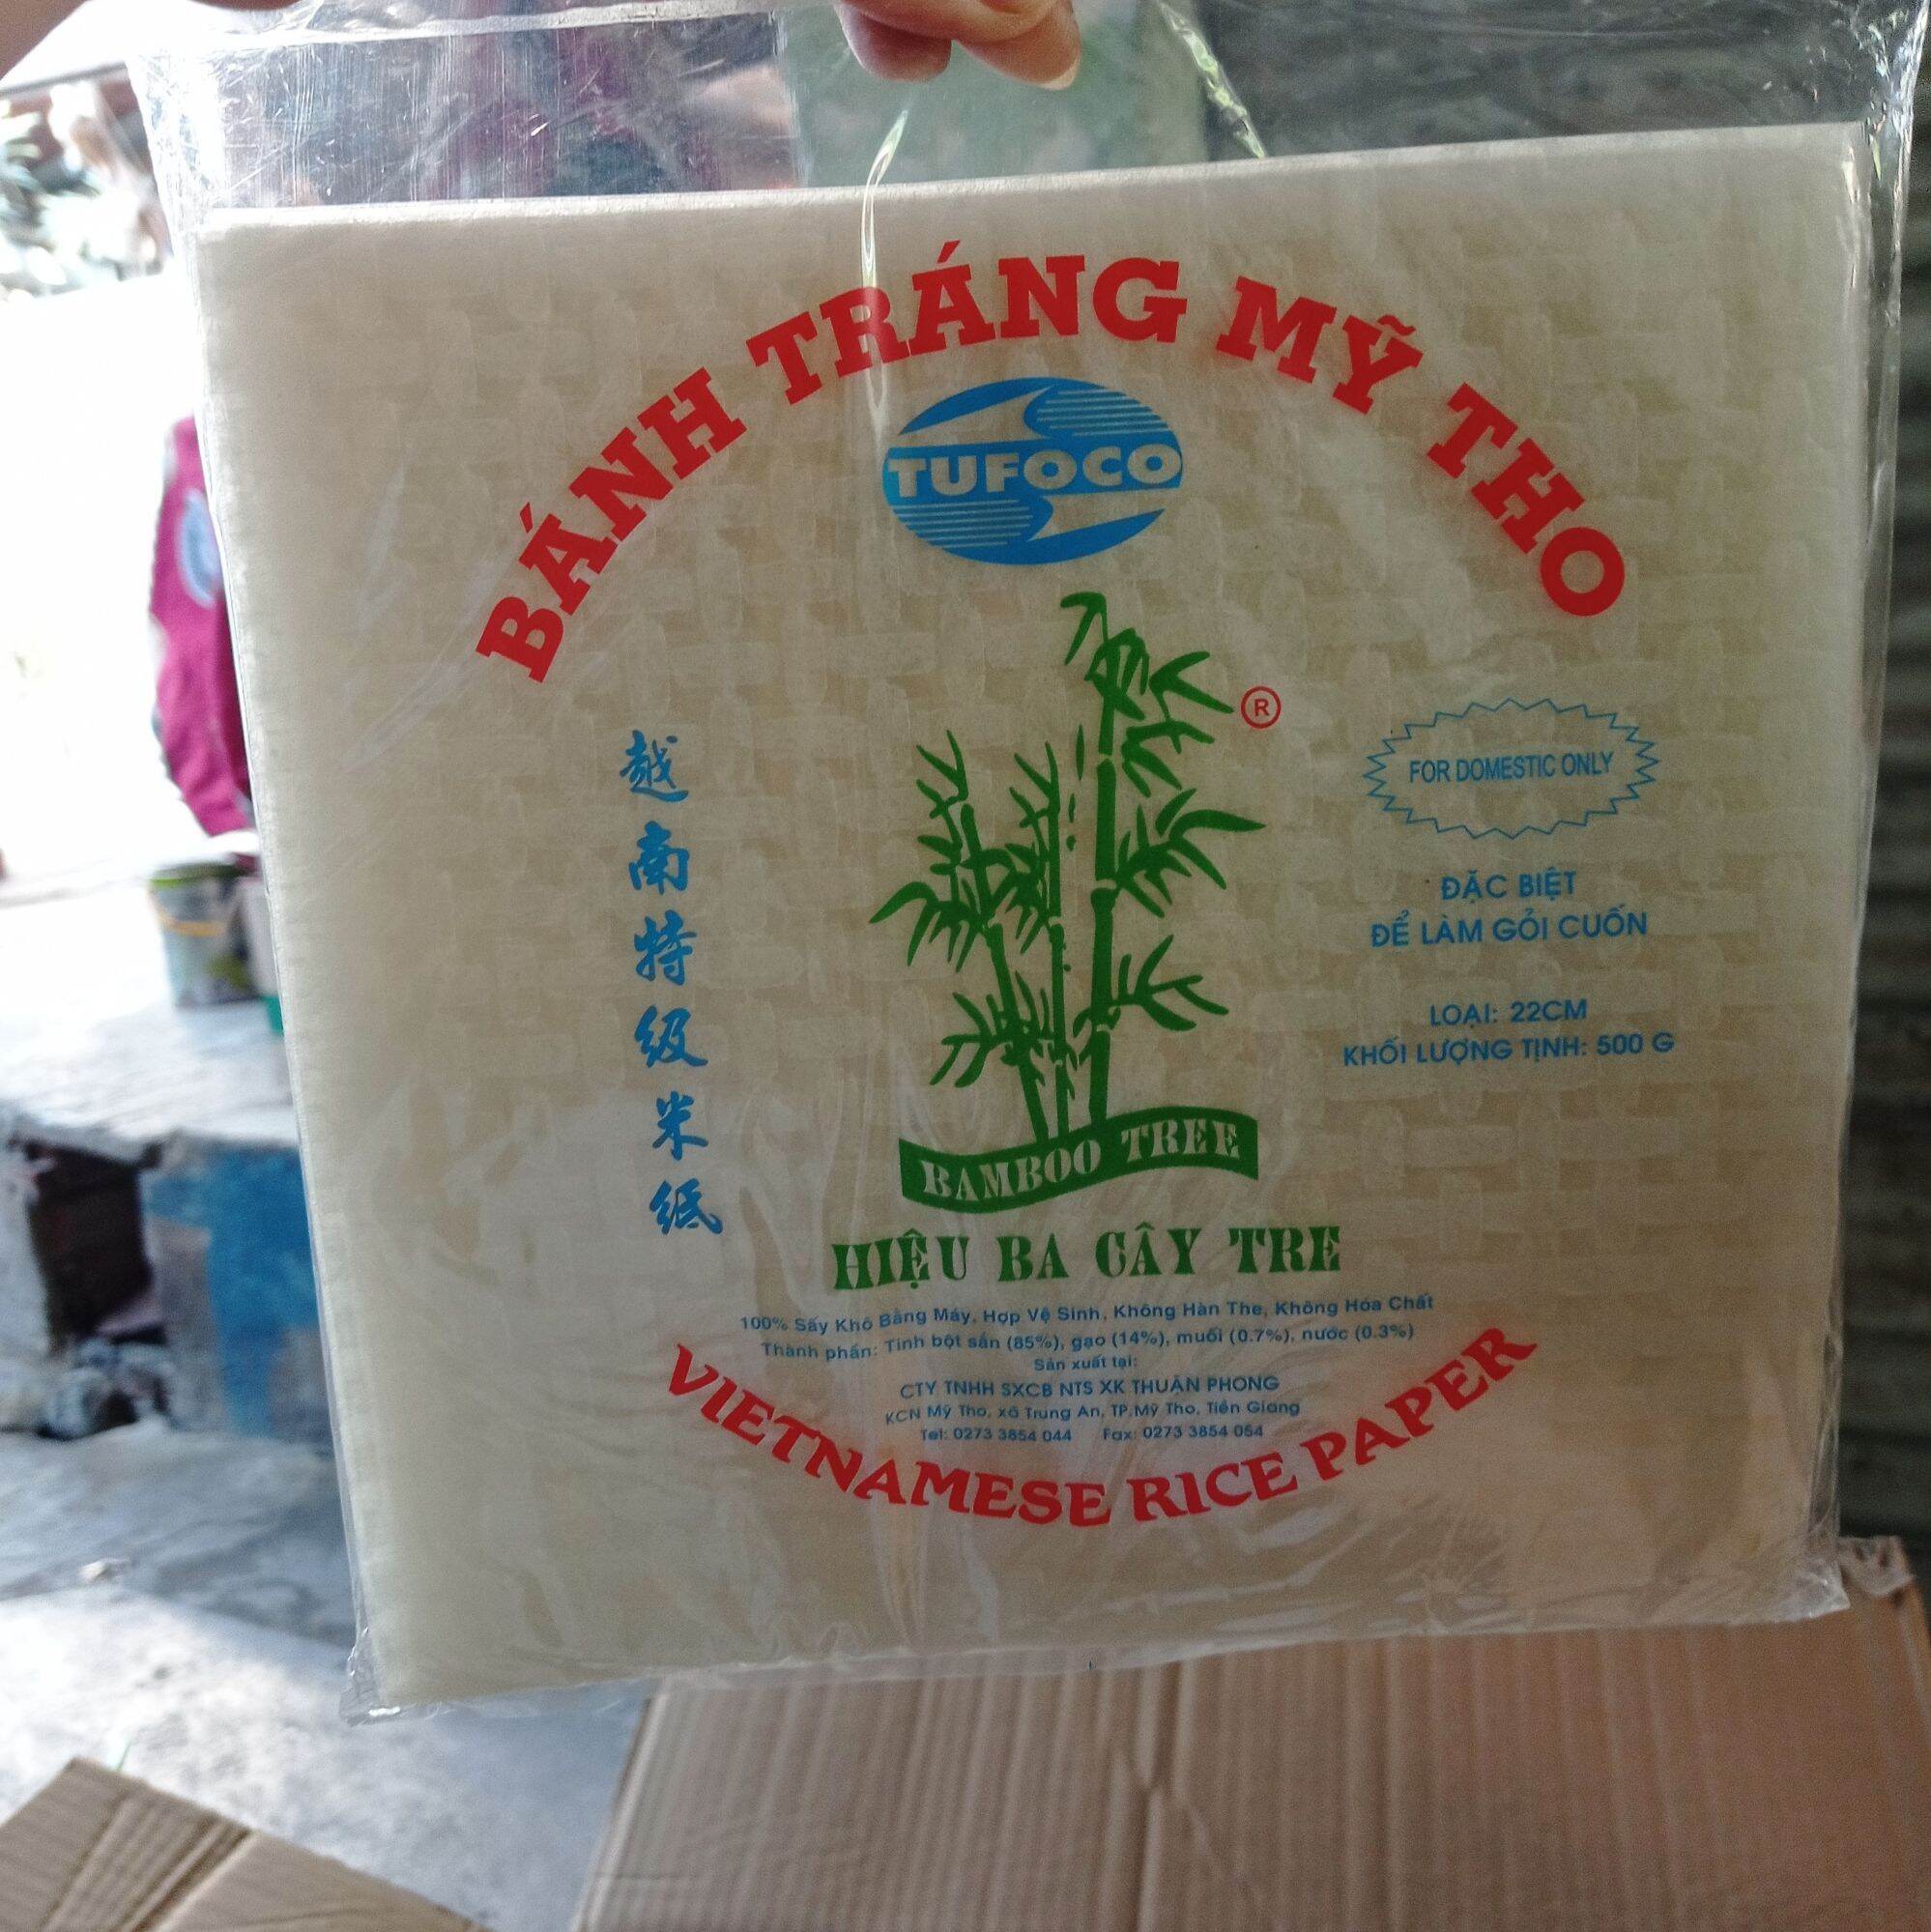 BÁNH TRÁNG MỸ THO
TUFOCO
®
越南特级米纸
FOR DOMESTIC ONLY
ĐẶC BIỆT
ĐỂ LÀM GỎI CUỐN
LOẠI: 22CM
KHỐI LƯỢNG TỊNH: 500 G
BAMBOO TREE
HIỆU BA CÂY TRE
100% Sấy Khô Bằng Máy, Hợp Vệ Sinh, Không Hàn The, Không Hóa Chất
Thành phần: Tinh bột sắn (85%), gạo (14%), muối (0.7%), nước (0.3%)
Sản xuất tại:
CTY TNHH SXCB NTS XK THUẬN PHONG
KCN Mỹ Tho, xã Trung An, TP.Mỹ Tho, Tiền Giang
Tel: 0273 3854 044 Fax: 0273 3854 054
VIETNAMESE RICE PAPER